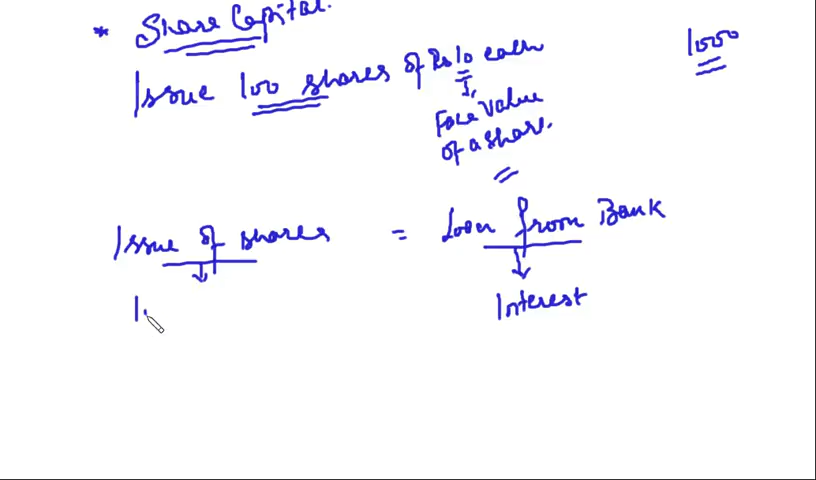 * Share Capital.
Issue 100 shares of Rs 10 each
1000
Face Value
of a share.
Issue of shares = Loan from Bank
Interest